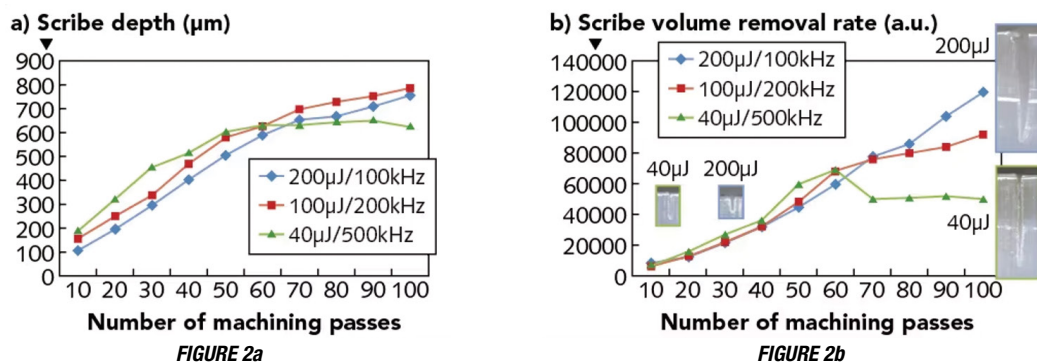 a) Scribe depth (µm)
900
800
700
600
500
400
300
200
100
0
200µJ/100kHz
100µJ/200kHz
40µJ/500kHz
10 20 30 40 50 60 70 80 90 100
Number of machining passes
FIGURE 2a
b) Scribe volume removal rate (a.u.)
200µJ
140000
120000
100000
80000
60000
40000
20000
0
200µJ/100kHz
100µJ/200kHz
40µJ/500kHz
40µJ 200µJ
40µJ
10 20 30 40 50 60 70 80 90 100
Number of machining passes
FIGURE 2b